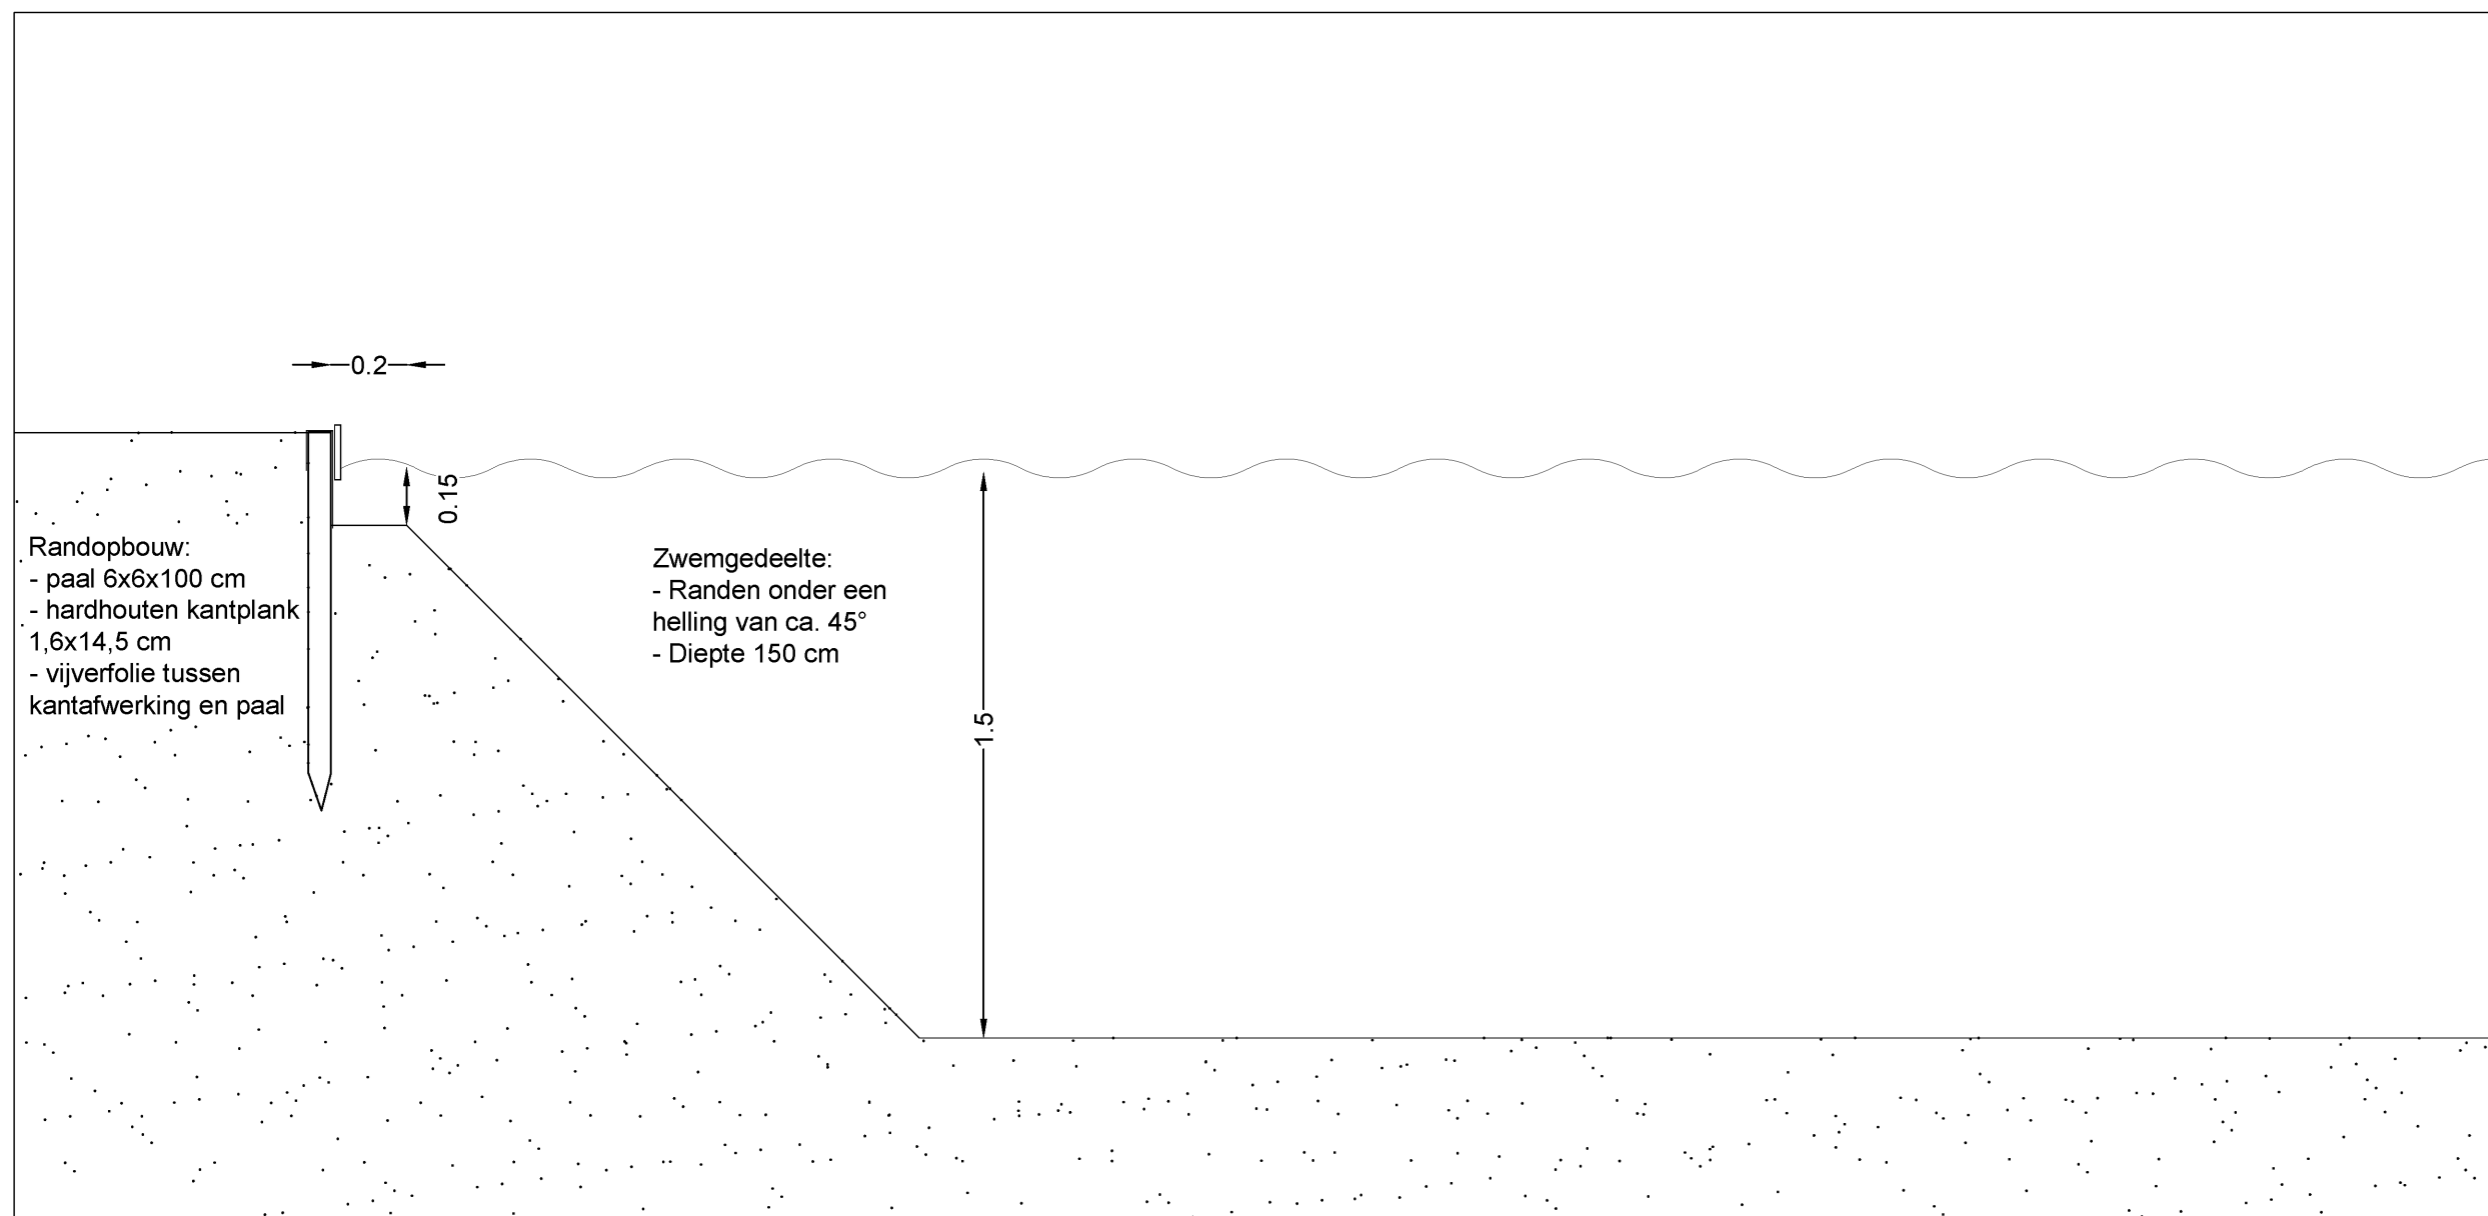 0.2
0.15
Randopbouw:
- paal 6x6x100 cm
- hardhouten kantplank
1,6x14,5 cm
- vijverfolie tussen
kantafwerking en paal
Zwemgedeelte:
- Randen onder een
helling van ca. 45°
- Diepte 150 cm
1.5